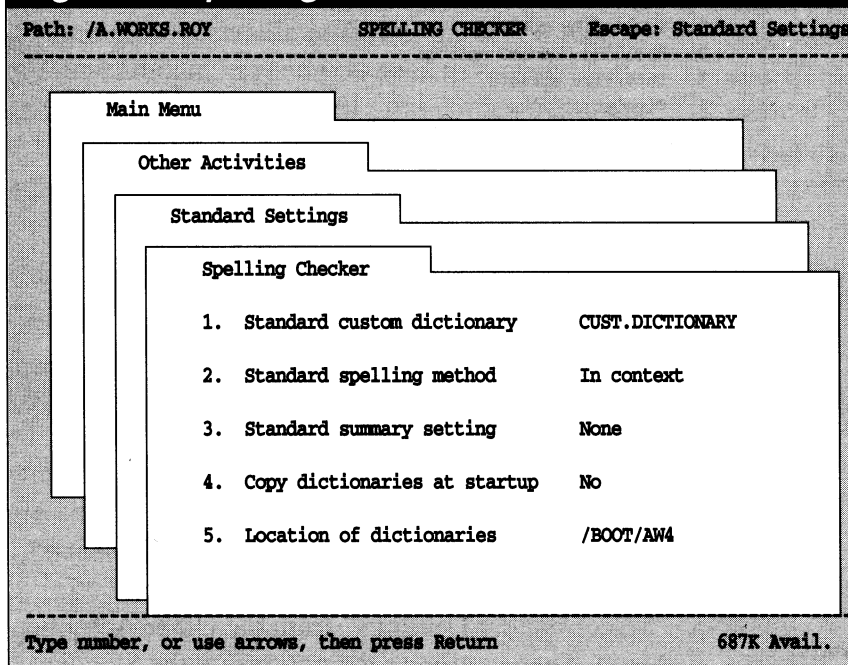 Path: /A.WORKS.ROY SPELLING CHECKER Escape: Standard Settings
Main Menu
Other Activities
Standard Settings
Spelling Checker
1. Standard custom dictionary CUST.DICTIONARY
2. Standard spelling method In context
3. Standard summary setting None
4. Copy dictionaries at startup No
5. Location of dictionaries /BOOT/AW4
Type number, or use arrows, then press Return 687K Avail.